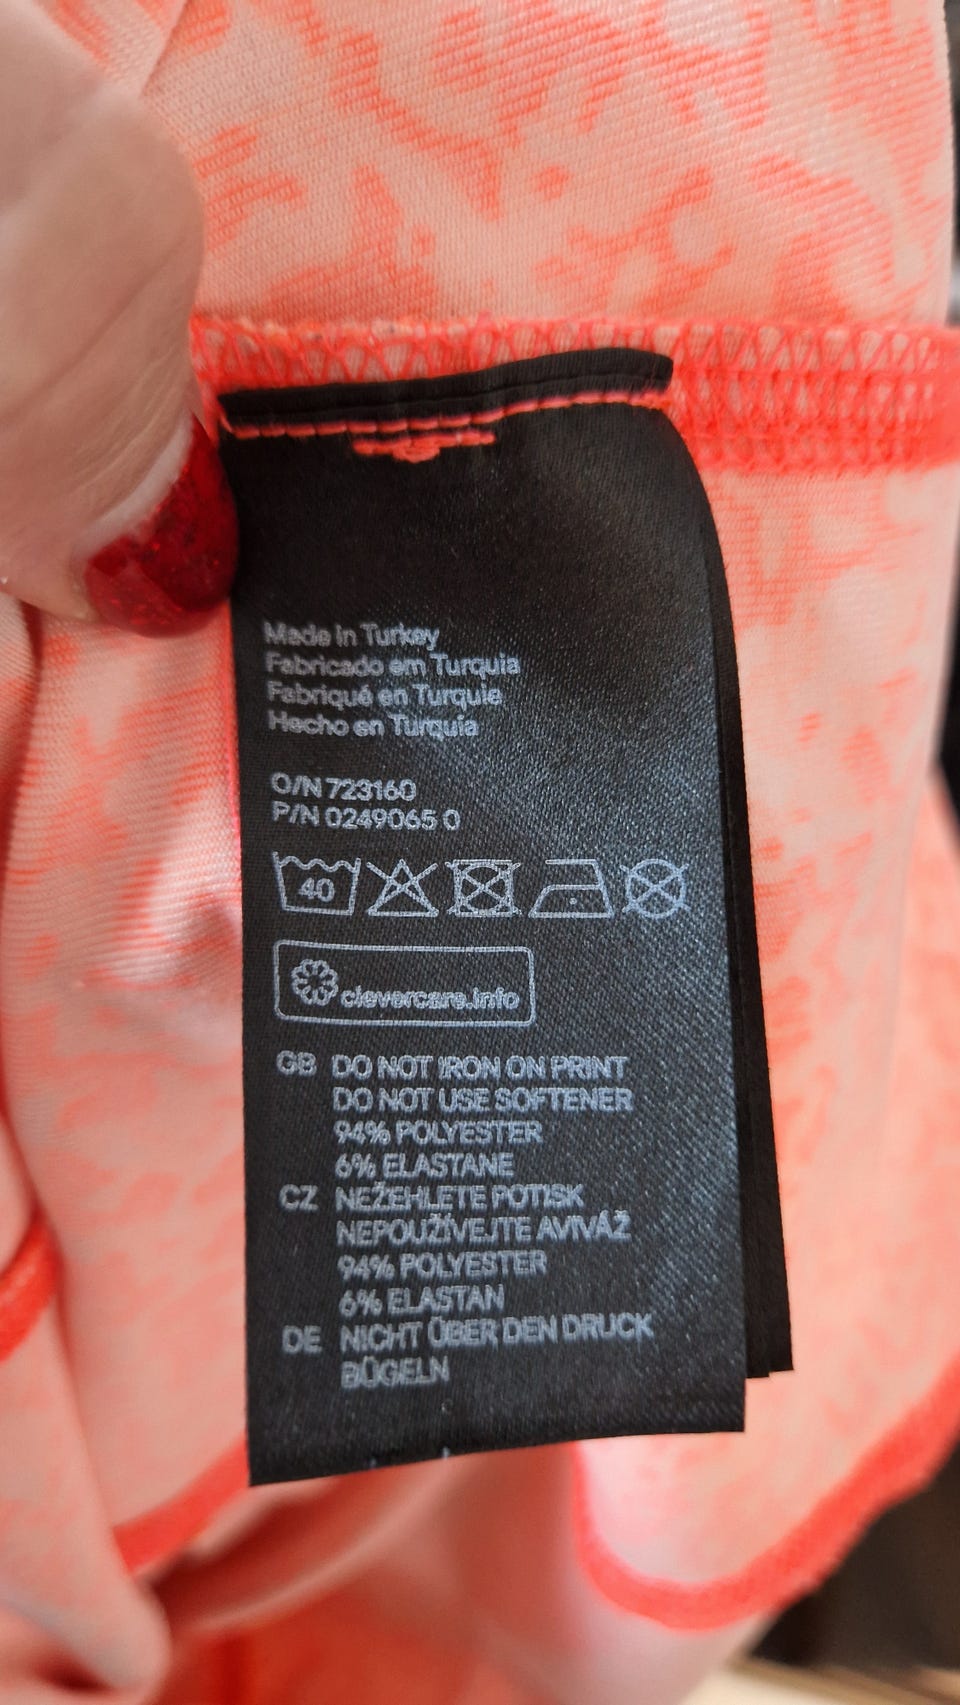 Made in Turkey
Fabricado em Turquia
Fabriqué en Turquie
Hecho en Turquia
O/N 723160
P/N 0249065 0
40
clevercare.info
GB DO NOT IRON ON PRINT
DO NOT USE SOFTENER
94% POLYESTER
6% ELASTANE
CZ NEŽEHLETE POTISK
NEPOUŽÍVEJTE AVIVÁŽ
94% POLYESTER
6% ELASTAN
DE NICHT ÜBER DEN DRUCK
BÜGELN